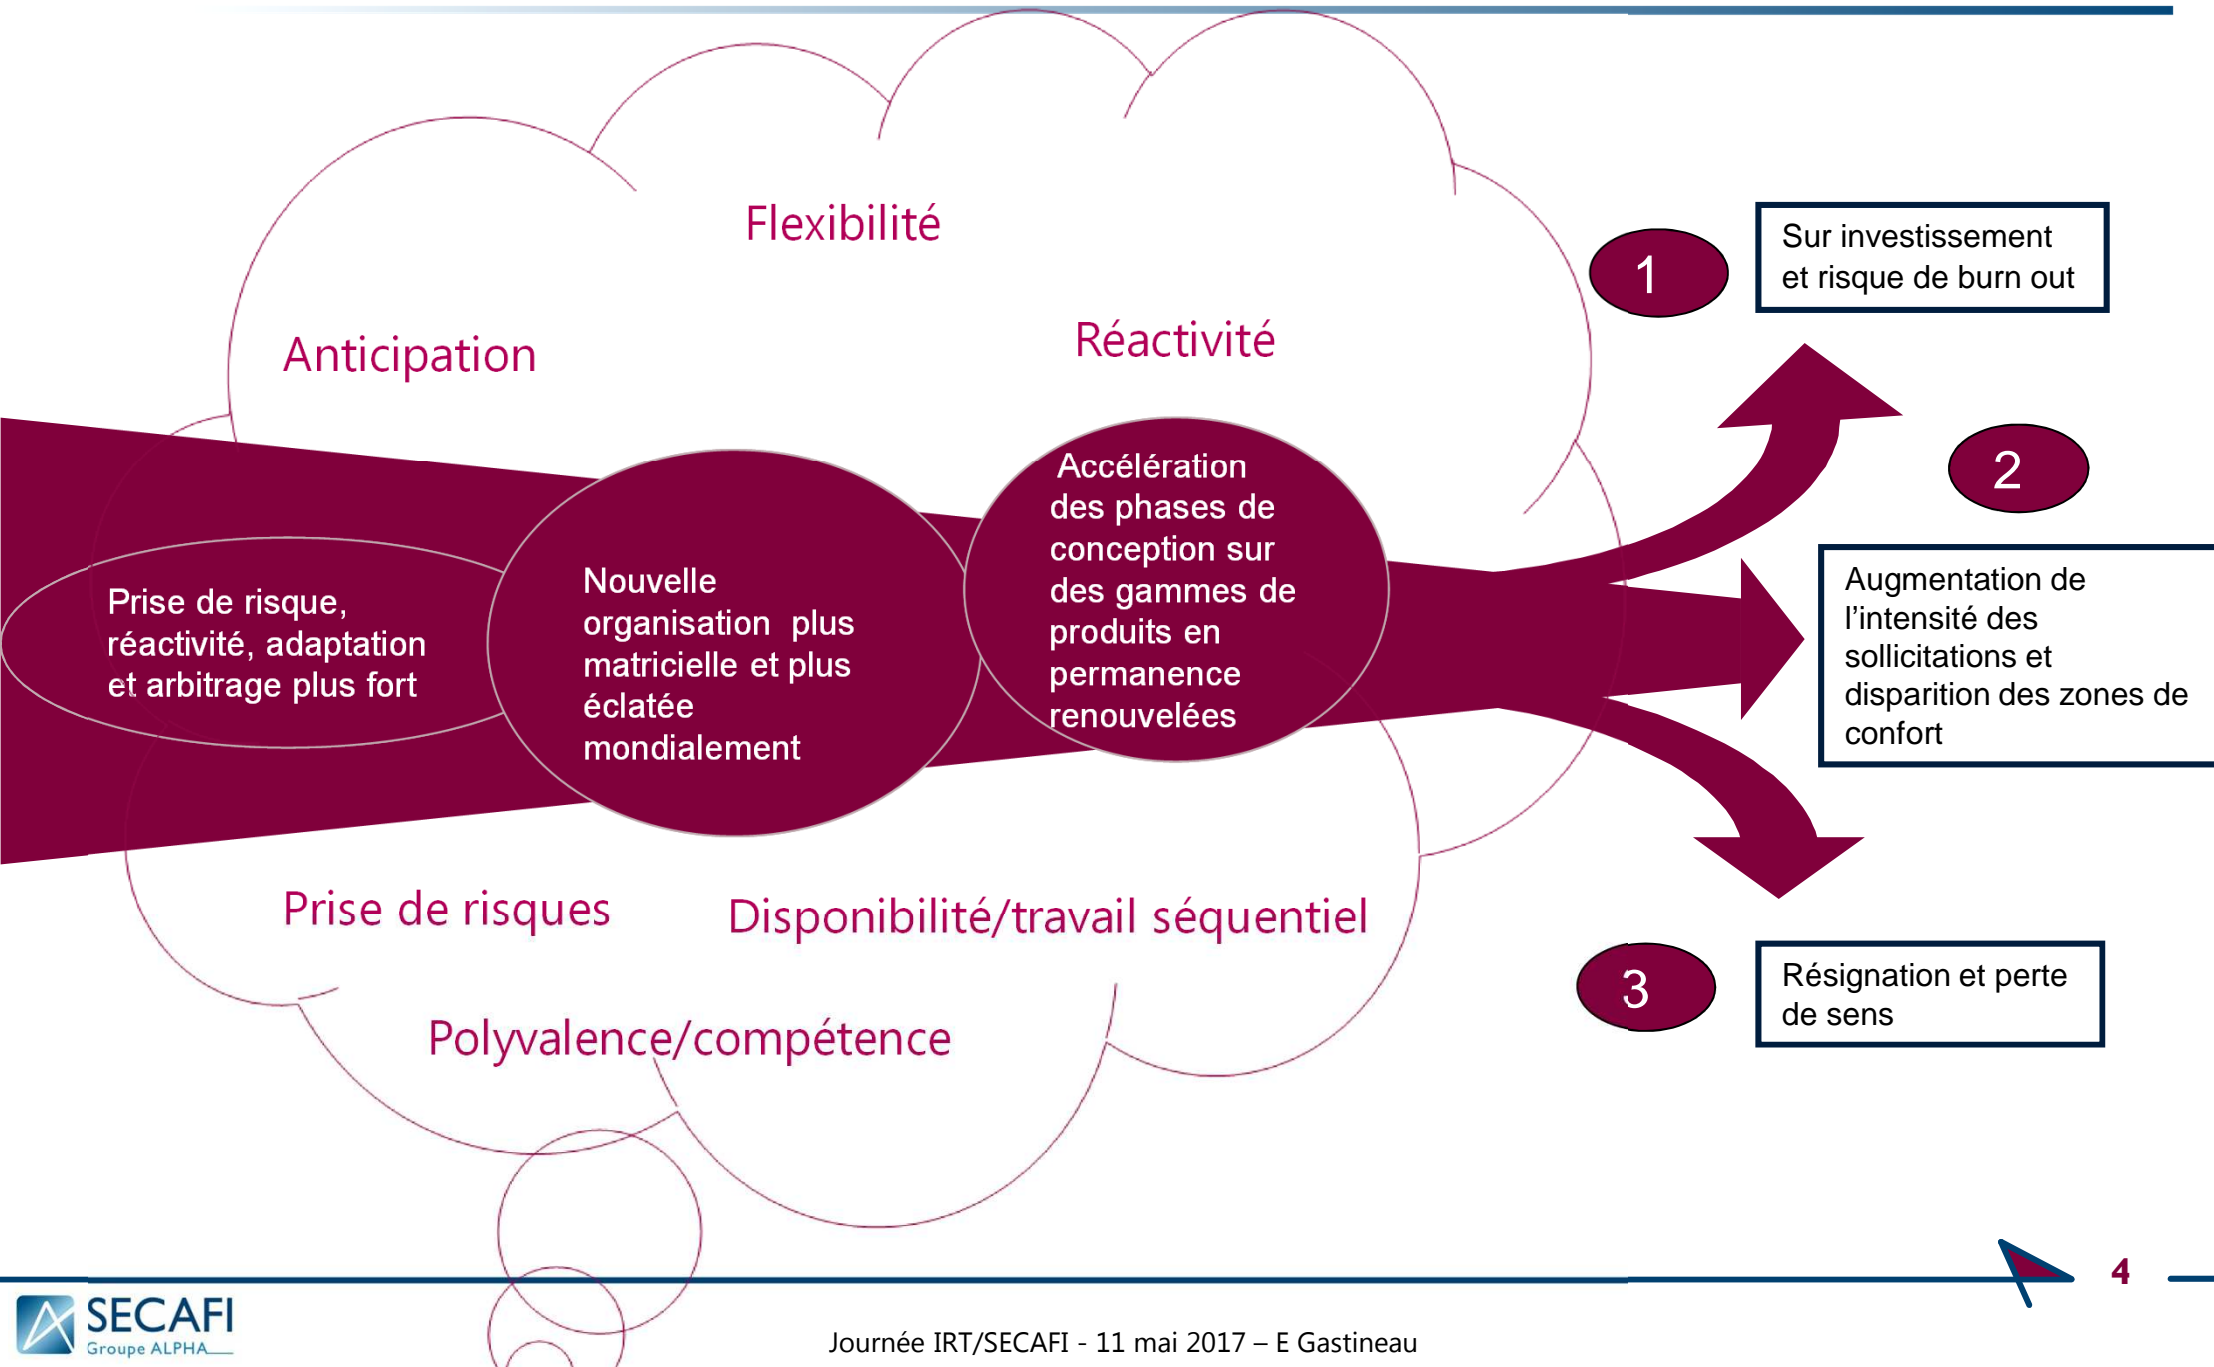 Flexibilité
Anticipation
Réactivité
1
Sur investissement
et risque de burn out
2
Prise de risque,
réactivité, adaptation
et arbitrage plus fort
Nouvelle
organisation plus
matricielle et plus
éclatée
mondialement
Accélération
des phases de
conception sur
des gammes de
produits en
permanence
renouvelées
Augmentation de
l'intensité des
sollicitations et
disparition des zones de
confort
Prise de risques
Disponibilité/travail séquentiel
Polyvalence/compétence
3
Résignation et perte
de sens
4
SECAFI
Groupe ALPHA
Journée IRT/SECAFI - 11 mai 2017 – E Gastineau